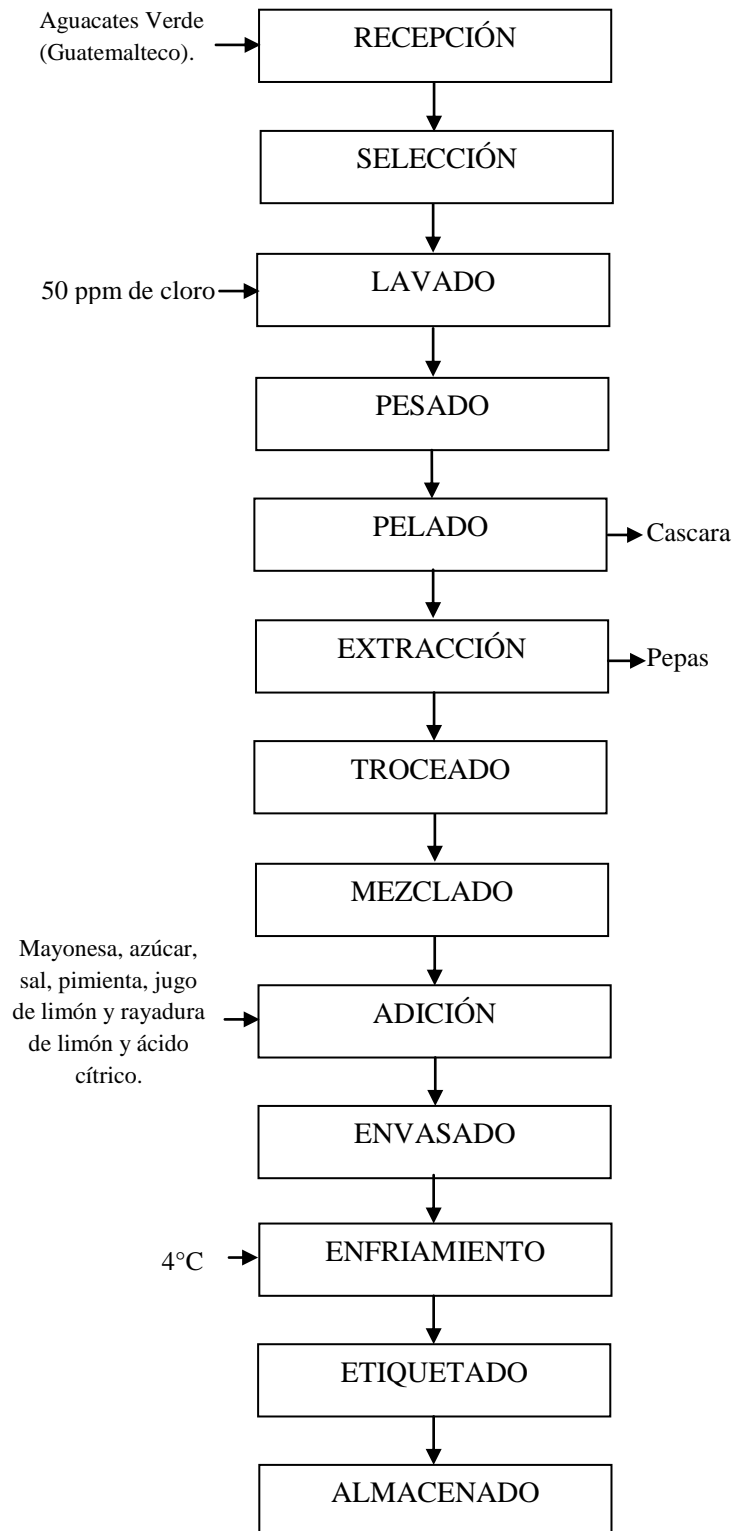 Aguacates Verde
(Guatemalteco).
RECEPCIÓN
SELECCIÓN
50 ppm de cloro
LAVADO
PESADO
PELADO
Cascara
EXTRACCIÓN
Pepas
TROCEADO
MEZCLADO
Mayonesa, azúcar,
sal, pimienta, jugo
de limón y rayadura
de limón y ácido
cítrico.
ADICIÓN
ENVASADO
4°C
ENFRIAMIENTO
ETIQUETADO
ALMACENADO